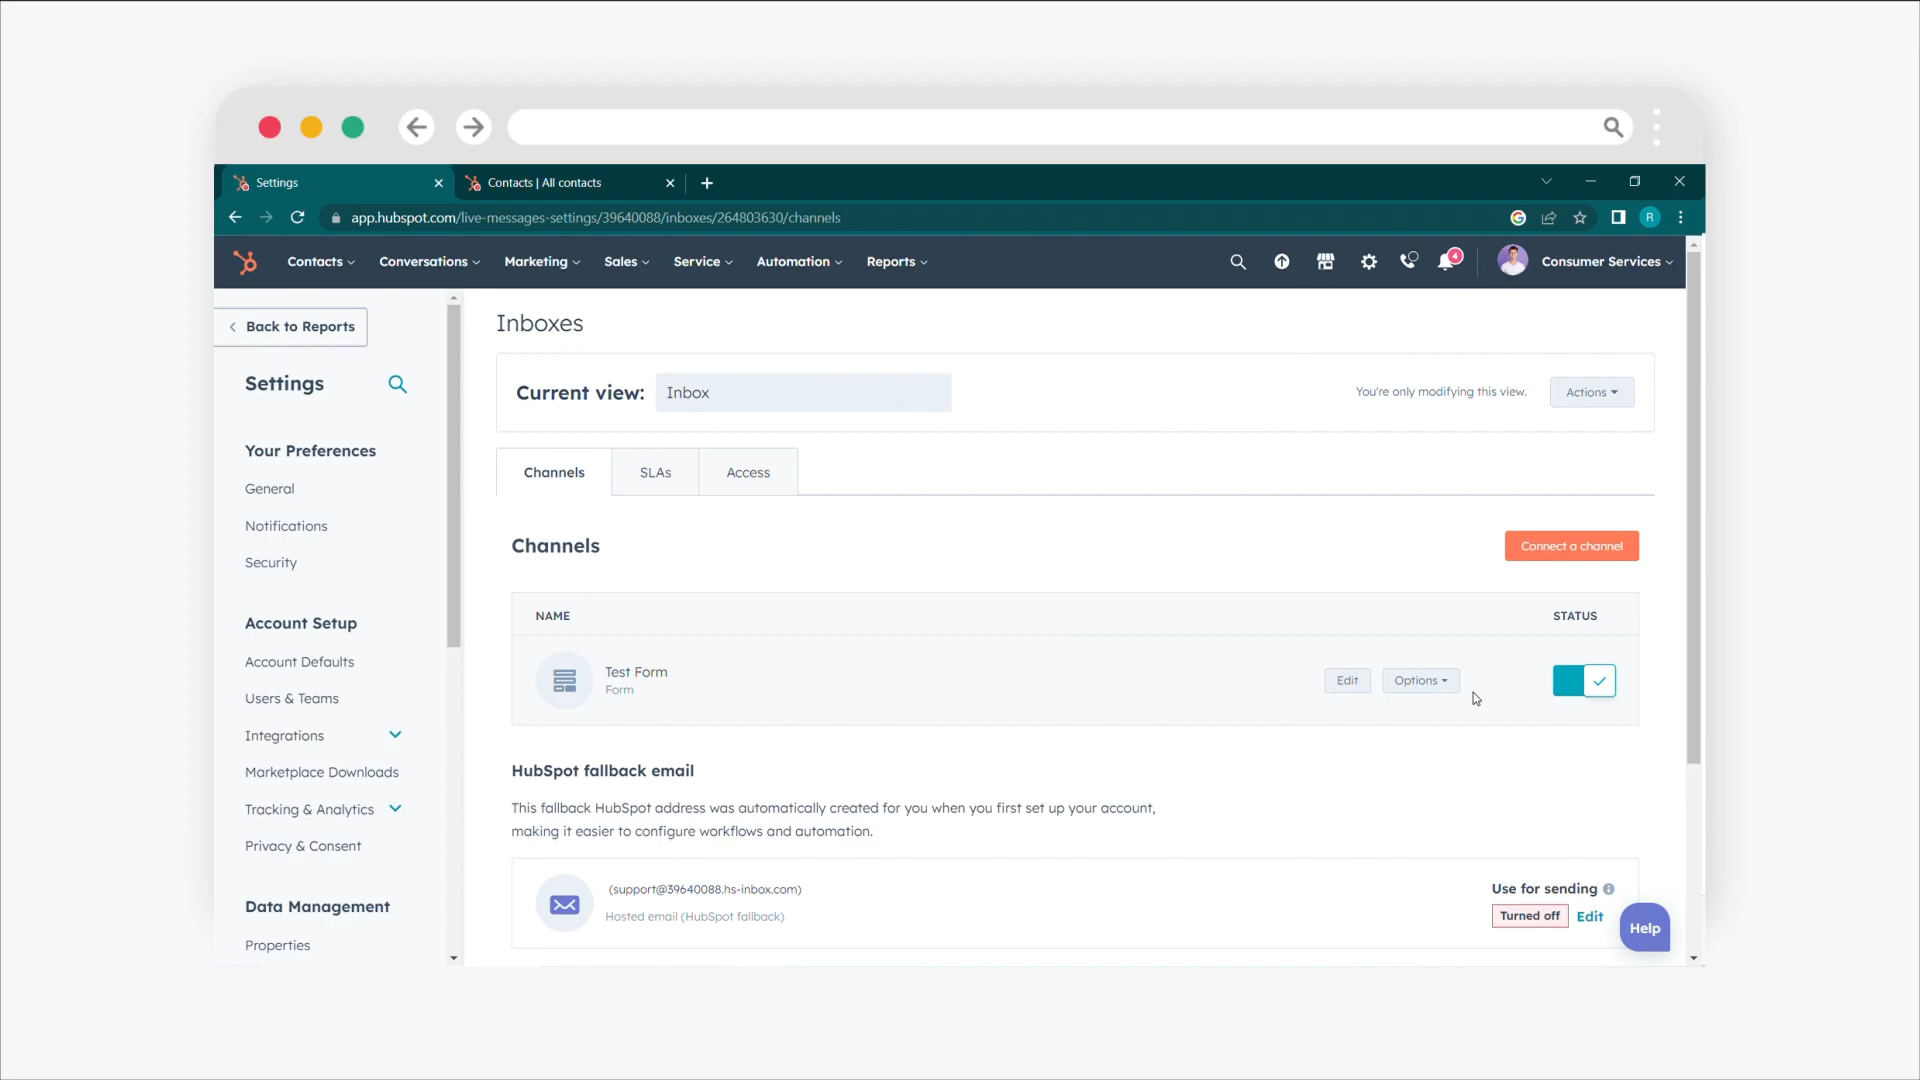 Settings
Contacts | All contacts
app.hubspot.com/live-messages-settings/39640088/inboxes/264803630/channels
R
Contacts
Conversations
Marketing
Sales
Service
Automation
Reports
4
Consumer Services
Back to Reports
Settings
Your Preferences
General
Notifications
Security
Account Setup
Account Defaults
Users & Teams
Integrations
Marketplace Downloads
Tracking & Analytics
Privacy & Consent
Data Management
Properties
Inboxes
Current view:
Inbox
You're only modifying this view.
Actions
Channels
SLAs
Access
Channels
Connect a channel
NAME
STATUS
Test Form
Form
Edit
Options
HubSpot fallback email
This fallback HubSpot address was automatically created for you when you first set up your account,
making it easier to configure workflows and automation.
(support@39640088.hs-inbox.com)
Hosted email (HubSpot fallback)
Use for sending
Turned off
Edit
Help